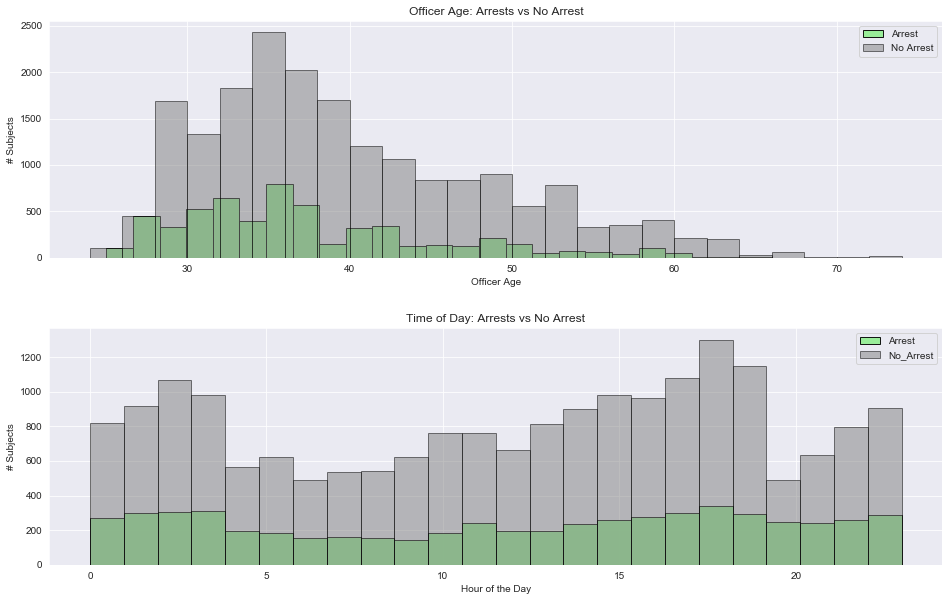 Officer Age: Arrests vs No Arrest
2500
2000
1500
1000
500
0
# Subjects
Arrest
No Arrest
30 40 50 60 70
Officer Age
Time of Day: Arrests vs No Arrest
1200
1000
800
600
400
200
0
# Subjects
Arrest
No_Arrest
0 5 10 15 20
Hour of the Day